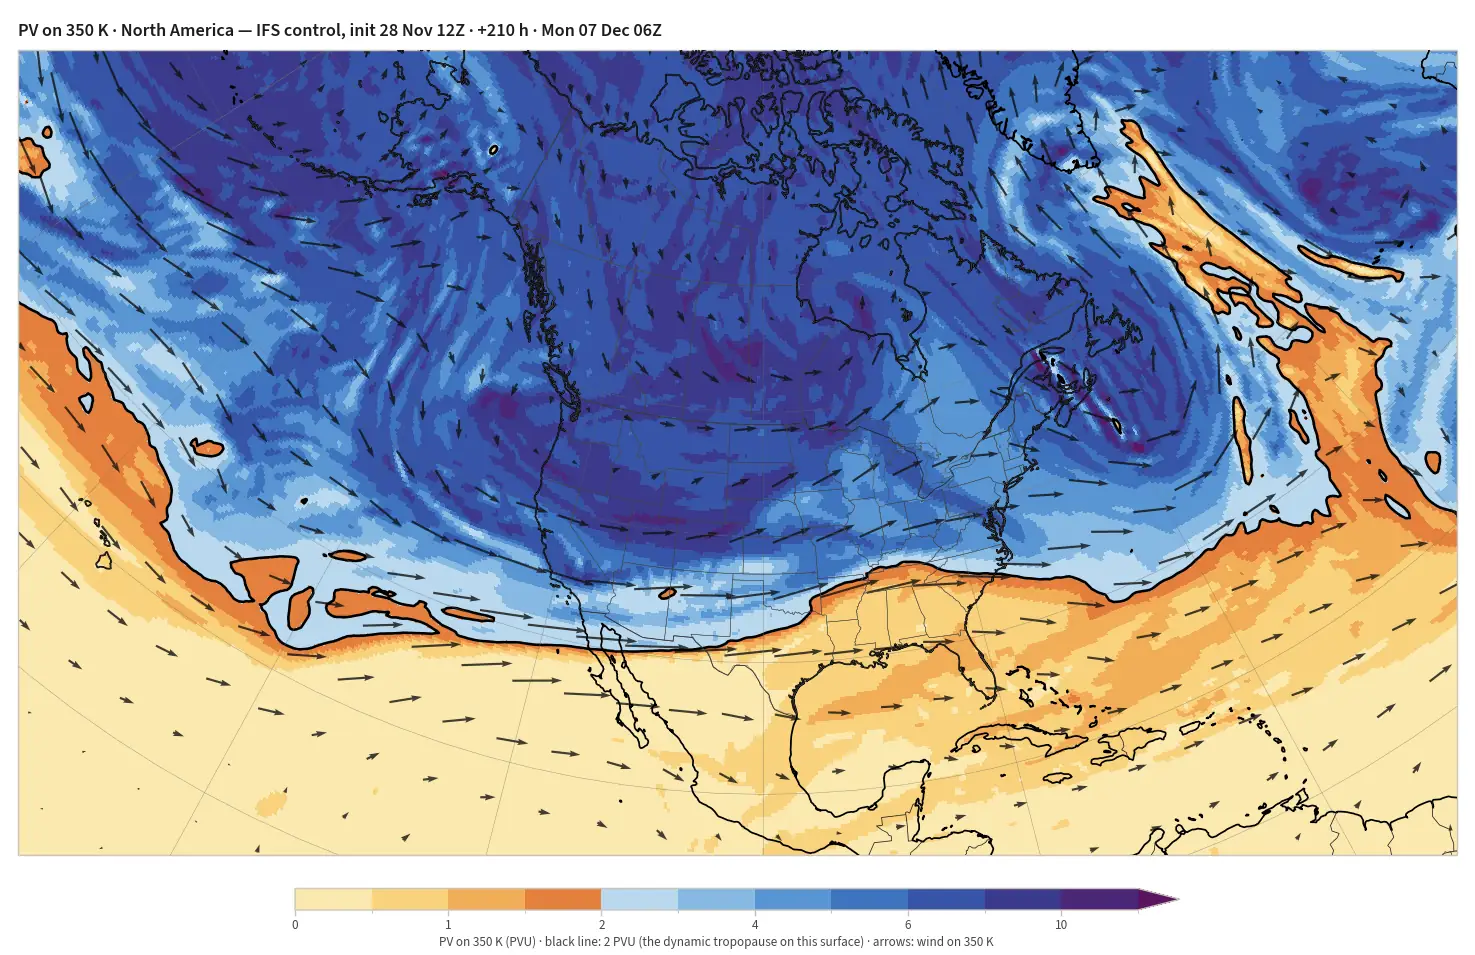 PV on 350 K · North America — IFS control, init 28 Nov 12Z · +210 h · Mon 07 Dec 06Z
0 1 2 4 6 10
PV on 350 K (PVU) · black line: 2 PVU (the dynamic tropopause on this surface) · arrows: wind on 350 K